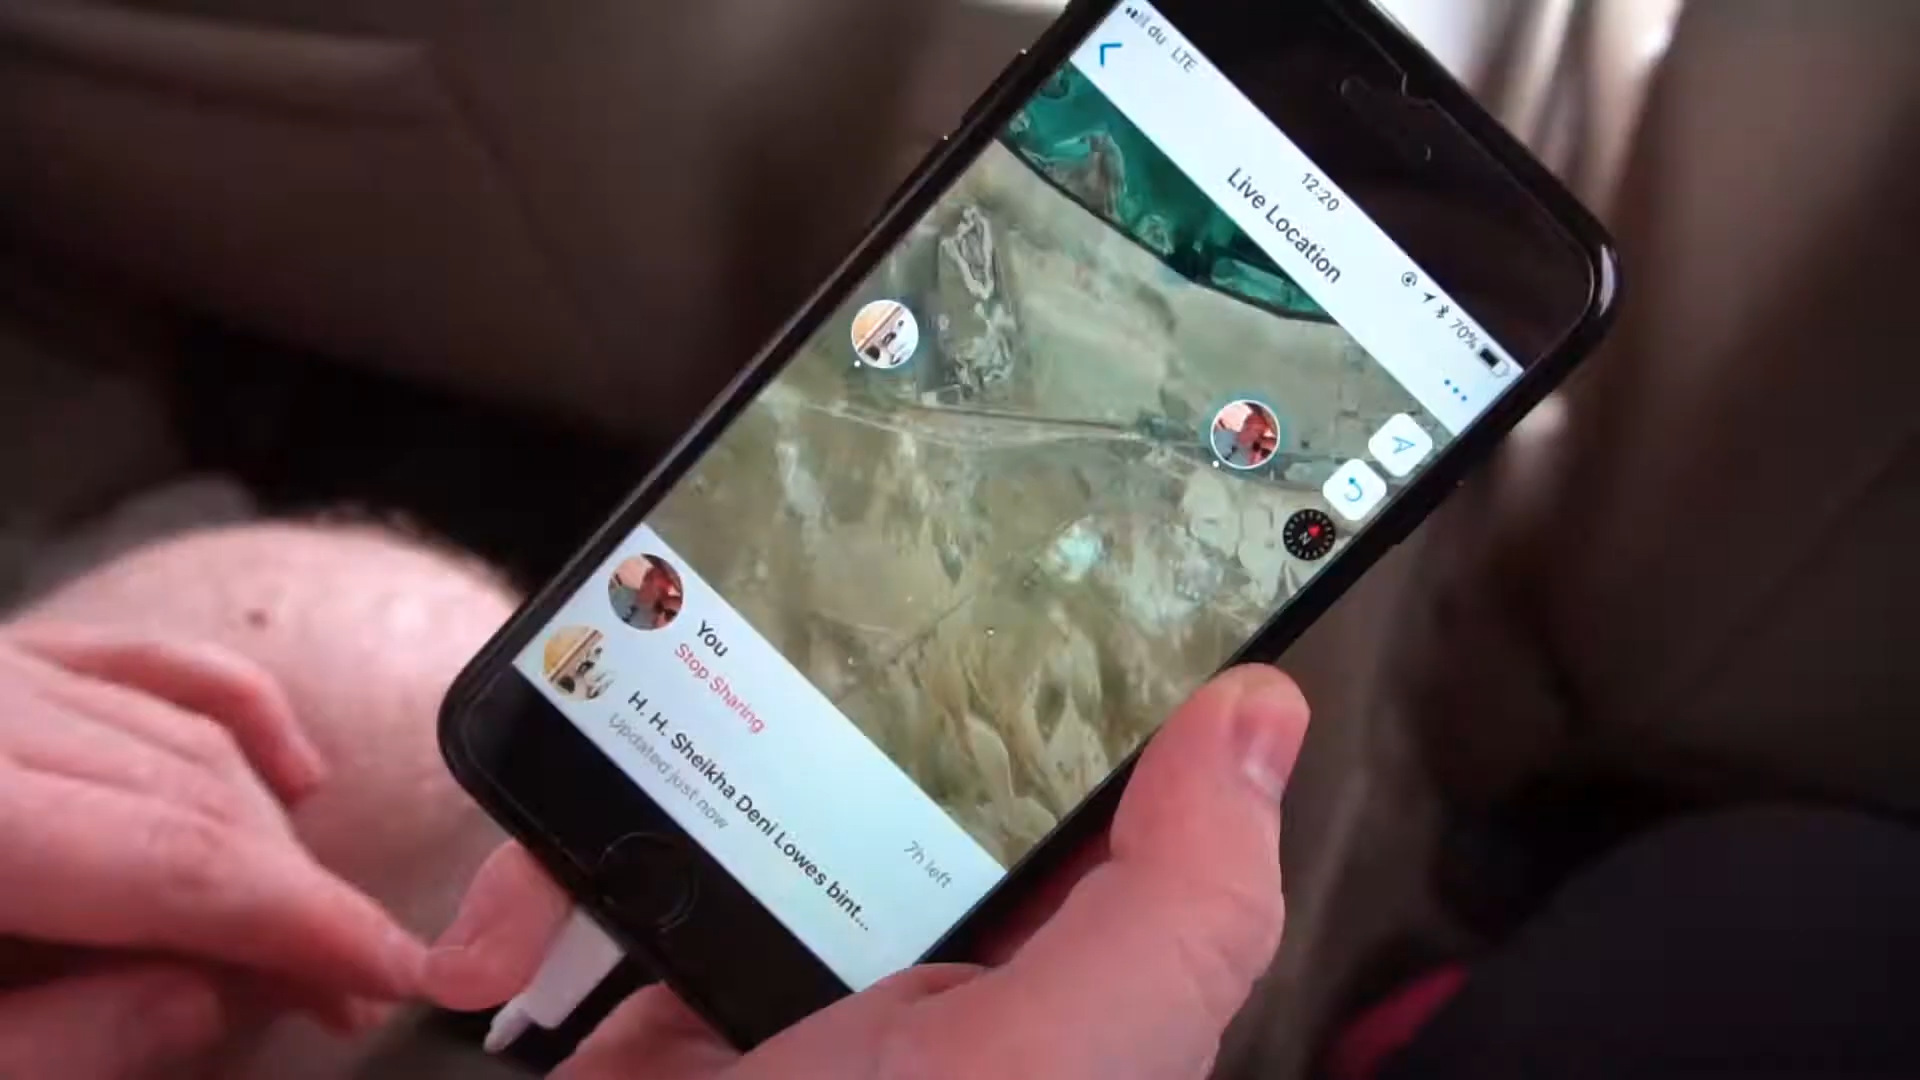 du LTE
12:20
70%
Live Location
N
You
Stop Sharing
H. H. Sheikha Deni Lowes bint...
Updated just now
7h left